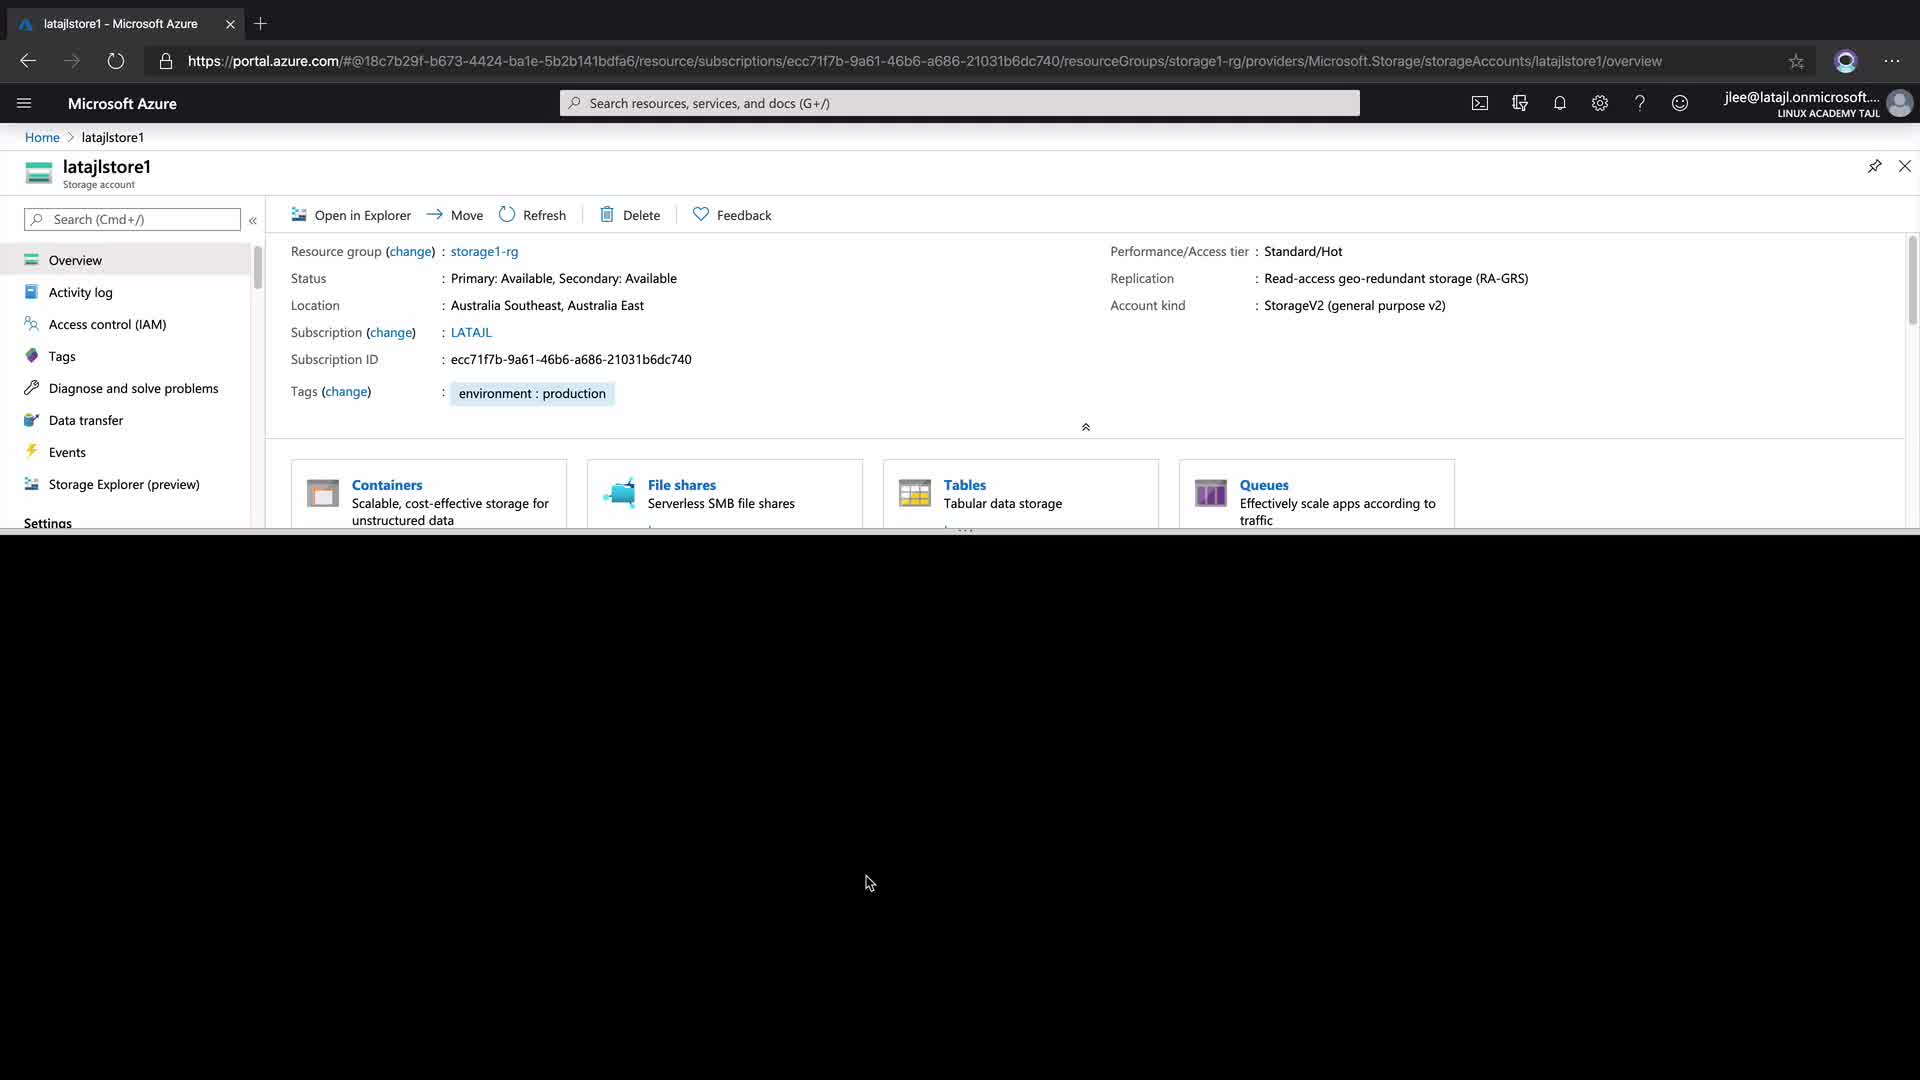 latajlstore1 - Microsoft Azure
https://portal.azure.com/#@18c7b29f-b673-4424-ba1e-5b2b141bdfa6/resource/subscriptions/ecc71f7b-9a61-46b6-a686-21031b6dc740/resourceGroups/storage1-rg/providers/Microsoft.Storage/storageAccounts/latajlstore1/overview
Microsoft Azure
Search resources, services, and docs (G+/)
jlee@latajl.onmicrosoft....
LINUX ACADEMY TAJL
Home > latajlstore1
latajlstore1
Storage account
Search (Cmd+/)
«
Overview
Activity log
Access control (IAM)
Tags
Diagnose and solve problems
Data transfer
Events
Storage Explorer (preview)
Settings
Open in Explorer Move Refresh Delete Feedback
Resource group (change) : storage1-rg
Status : Primary: Available, Secondary: Available
Location : Australia Southeast, Australia East
Subscription (change) : LATAJL
Subscription ID : ecc71f7b-9a61-46b6-a686-21031b6dc740
Tags (change) : environment : production
Performance/Access tier : Standard/Hot
Replication : Read-access geo-redundant storage (RA-GRS)
Account kind : StorageV2 (general purpose v2)
Containers
Scalable, cost-effective storage for
unstructured data
File shares
Serverless SMB file shares
Tables
Tabular data storage
Queues
Effectively scale apps according to
traffic